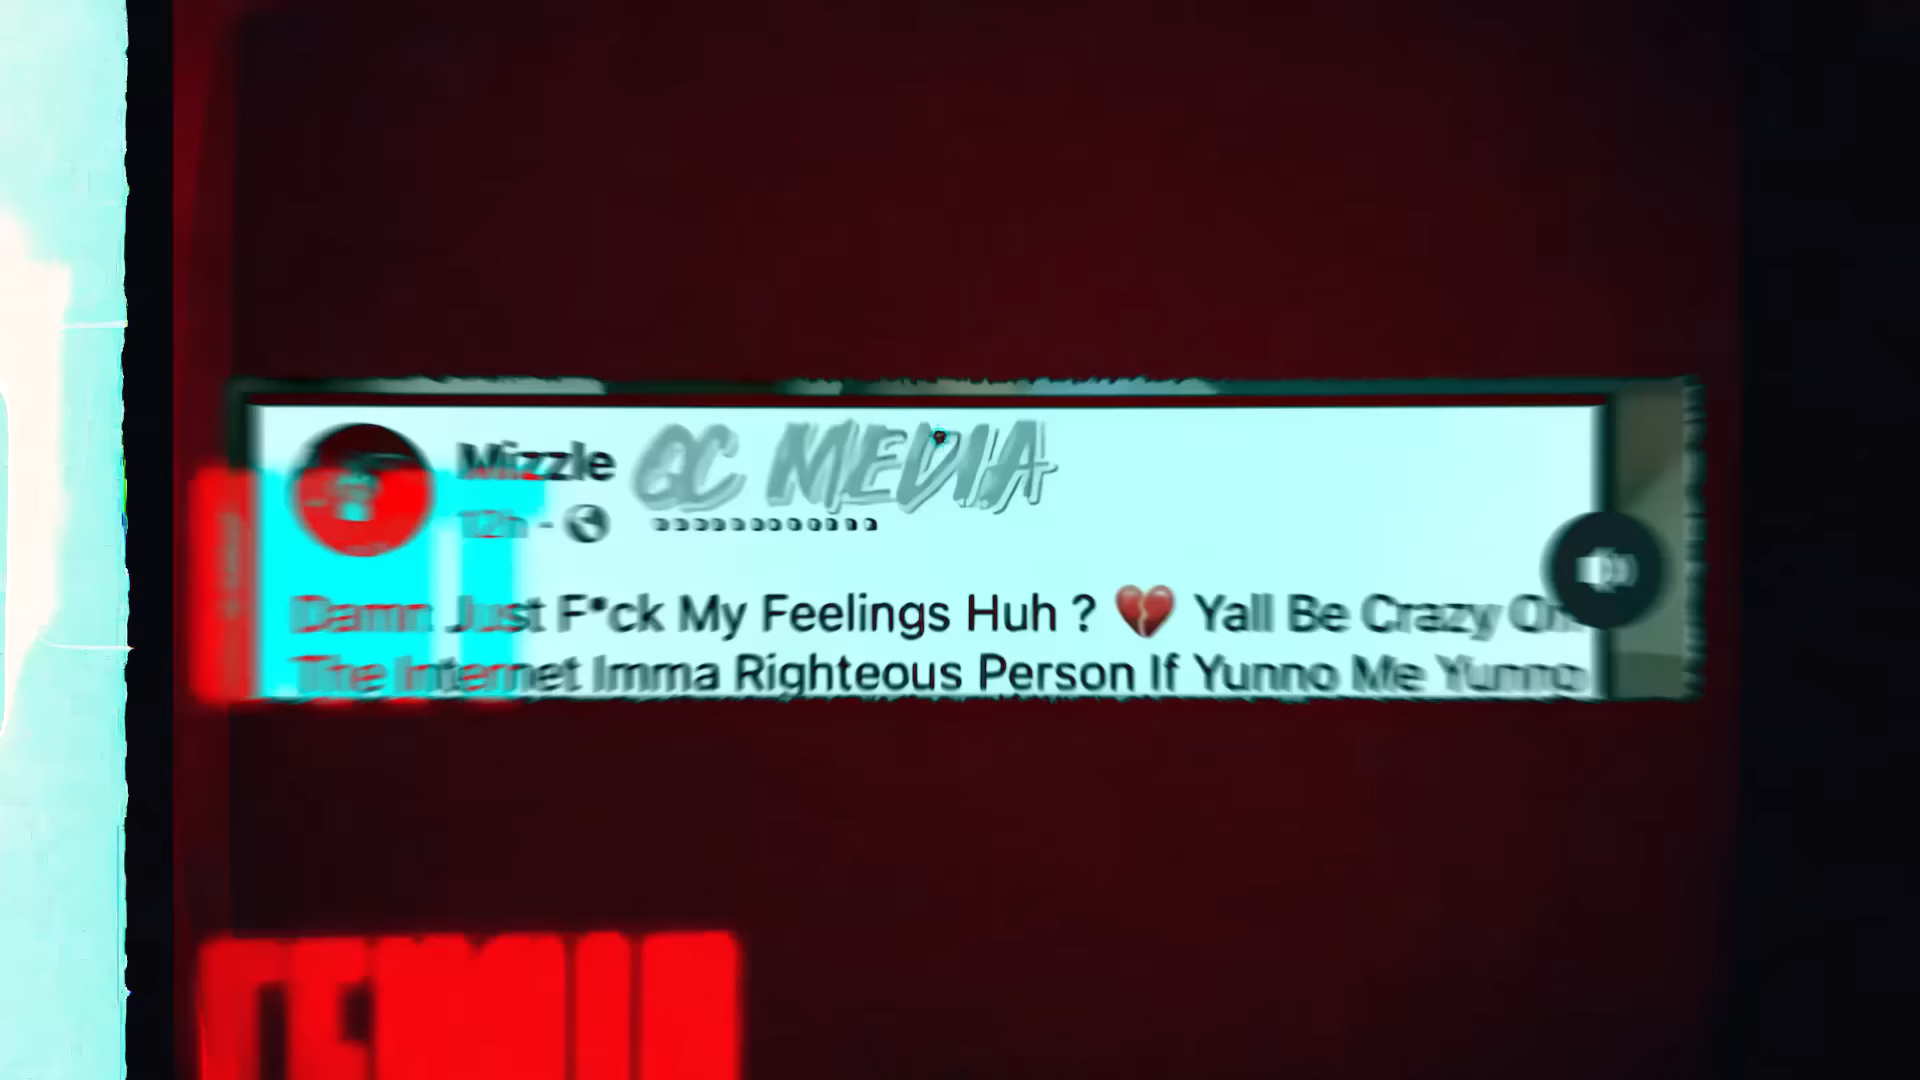 Mizzle QC MEDIA
12h -
Damn Just F*ck My Feelings Huh ? 💔 Yall Be Crazy On
The Internet Imma Righteous Person If Yunno Me Yunno